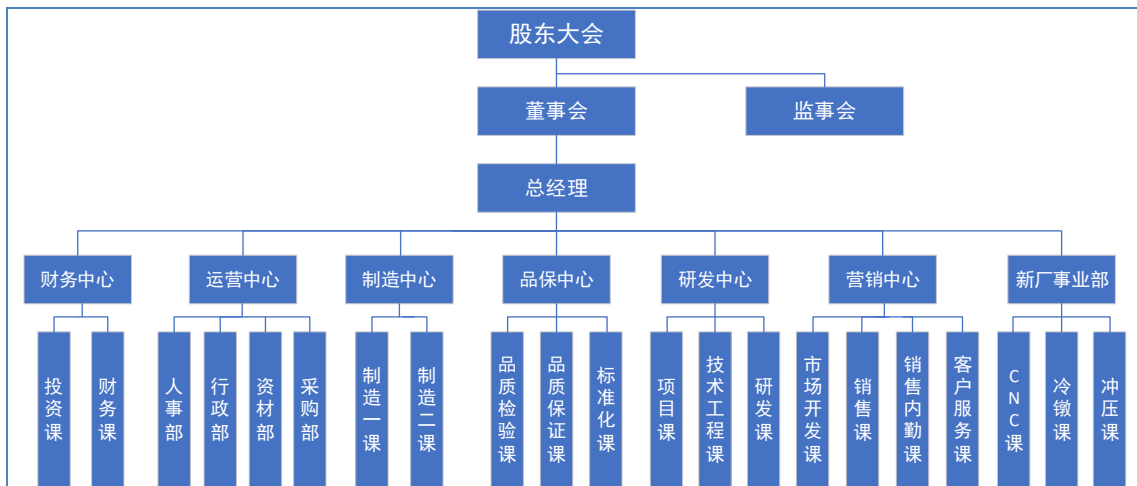 股东大会
董事会
监事会
总经理
财务中心
运营中心
制造中心
品保中心
研发中心
营销中心
新厂事业部
投资课
财务课
人事部
行政部
资材部
采购部
制造一课
制造二课
品质检验课
品质保证课
标准化课
项目课
技术工程课
研发课
市场开发课
销售课
销售内勤课
客户服务课
CNC课
冷镦课
冲压课